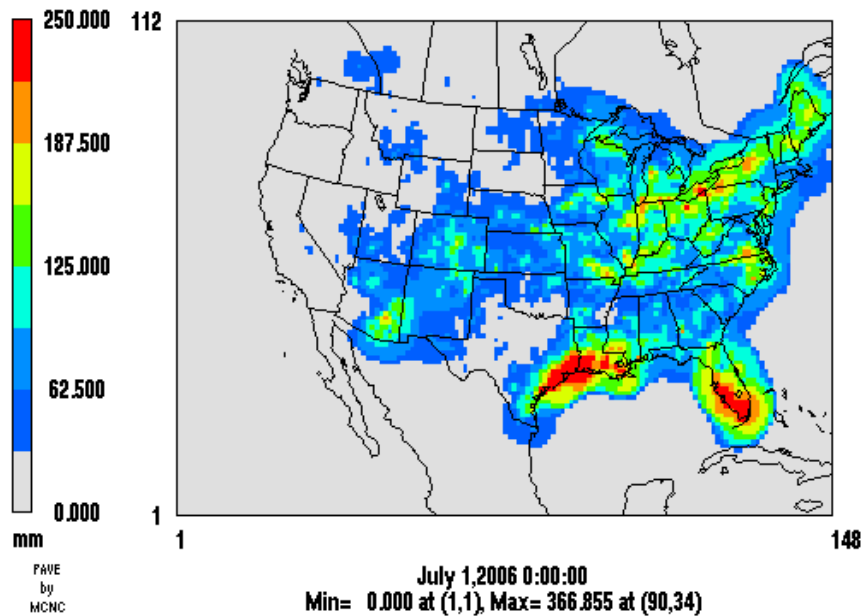 250.000
187.500
125.000
62.500
0.000
mm
PAVE
by
MCNC
112
1
1
148
July 1,2006 0:00:00
Min= 0.000 at (1,1), Max= 366.855 at (90,34)